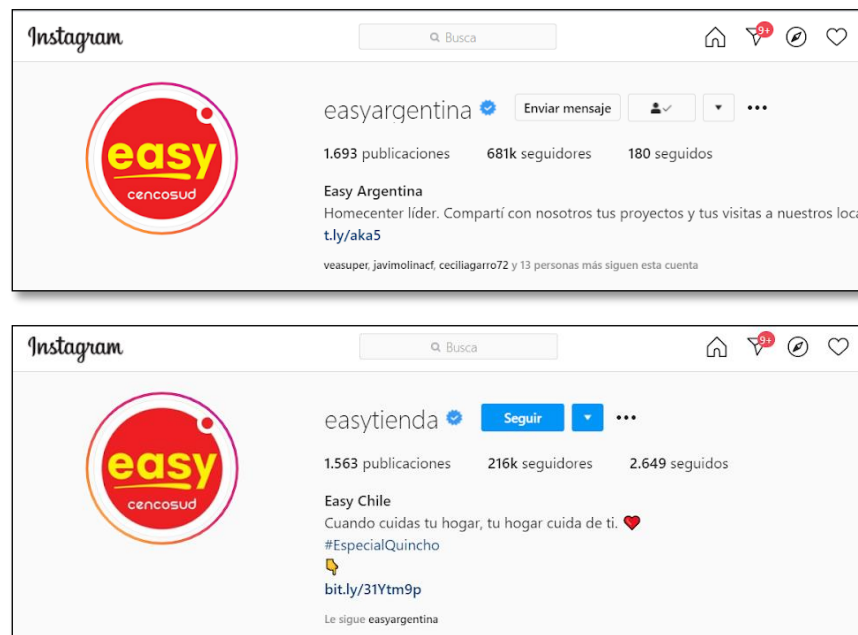 Instagram
Busca
9+
easy
cencosud
easyargentina
Enviar mensaje
1.693 publicaciones 681k seguidores 180 seguidos
Easy Argentina
Homecenter líder. Compartí con nosotros tus proyectos y tus visitas a nuestros loca
t.ly/aka5
veasuper, javimolinacf, ceciliagarro72 y 13 personas más siguen esta cuenta
Instagram
Busca
9+
easy
cencosud
easytienda
Seguir
1.563 publicaciones 216k seguidores 2.649 seguidos
Easy Chile
Cuando cuidas tu hogar, tu hogar cuida de ti. ❤️
#EspecialQuincho
👇
bit.ly/31Ytm9p
Le sigue easyargentina